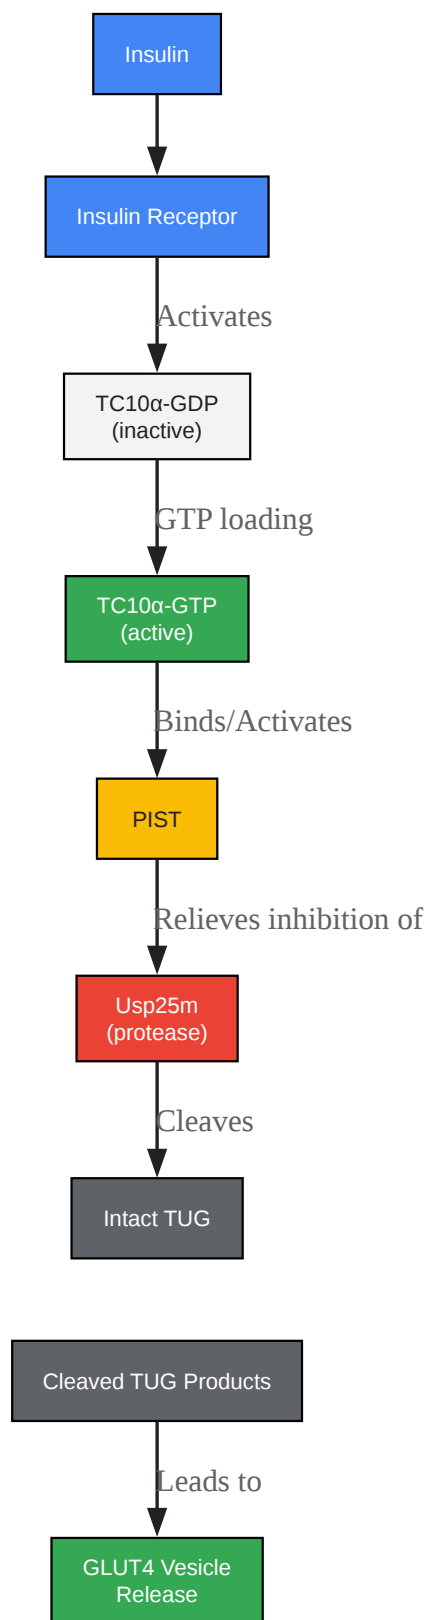 Insulin
Insulin Receptor
Activates
TC10α-GDP
(inactive)
GTP loading
TC10α-GTP
(active)
Binds/Activates
PIST
Relieves inhibition of
Usp25m
(protease)
Cleaves
Intact TUG
Cleaved TUG Products
Leads to
GLUT4 Vesicle
Release